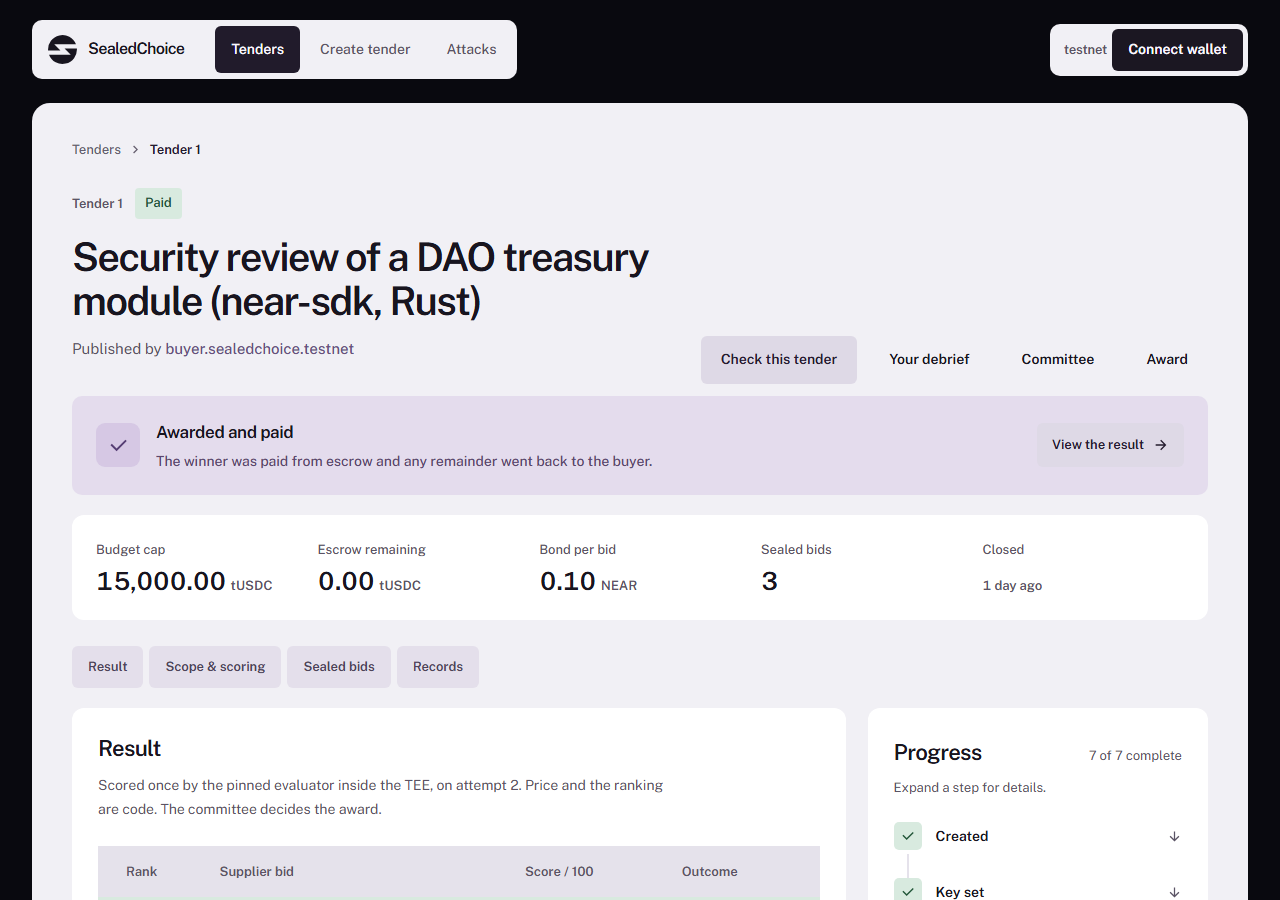 SealedChoice
Tenders
Create tender
Attacks
testnet
Connect wallet
Tenders > Tender 1
Tender 1
Paid
Security review of a DAO treasury
module (near-sdk, Rust)
Published by buyer.sealedchoice.testnet
Check this tender
Your debrief
Committee
Award
Awarded and paid
The winner was paid from escrow and any remainder went back to the buyer.
View the result
Budget cap
15,000.00 tUSDC
Escrow remaining
0.00 tUSDC
Bond per bid
0.10 NEAR
Sealed bids
3
Closed
1 day ago
Result
Scope & scoring
Sealed bids
Records
Result
Scored once by the pinned evaluator inside the TEE, on attempt 2. Price and the ranking
are code. The committee decides the award.
Rank
Supplier bid
Score / 100
Outcome
Progress
7 of 7 complete
Expand a step for details.
Created
Key set